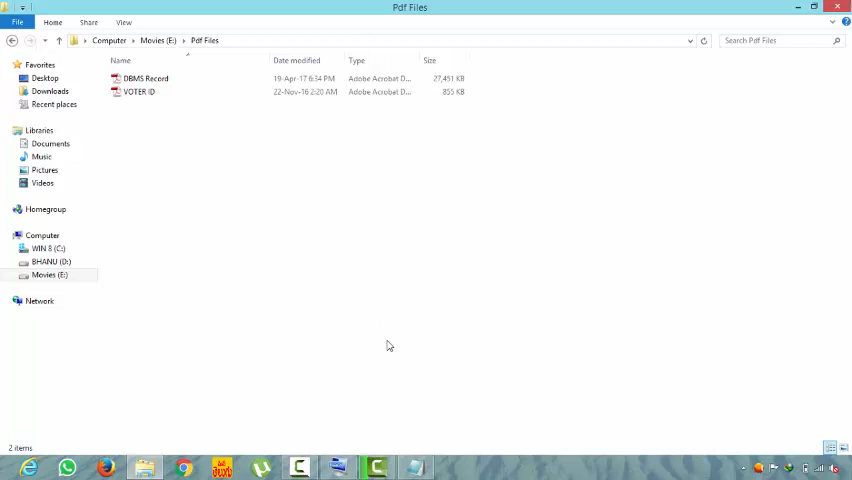 Pdf Files
File Home Share View
Computer Movies (E:) Pdf Files
Search Pdf Files
Name Date modified Type Size
DBMS Record 19-Apr-17 6:34 PM Adobe Acrobat D... 27,451 KB
VOTER ID 22-Nov-16 2:20 AM Adobe Acrobat D... 855 KB
Favorites
Desktop
Downloads
Recent places
Libraries
Documents
Music
Pictures
Videos
Homegroup
Computer
WIN 8 (C:)
BHANU (D:)
Movies (E:)
Network
2 items